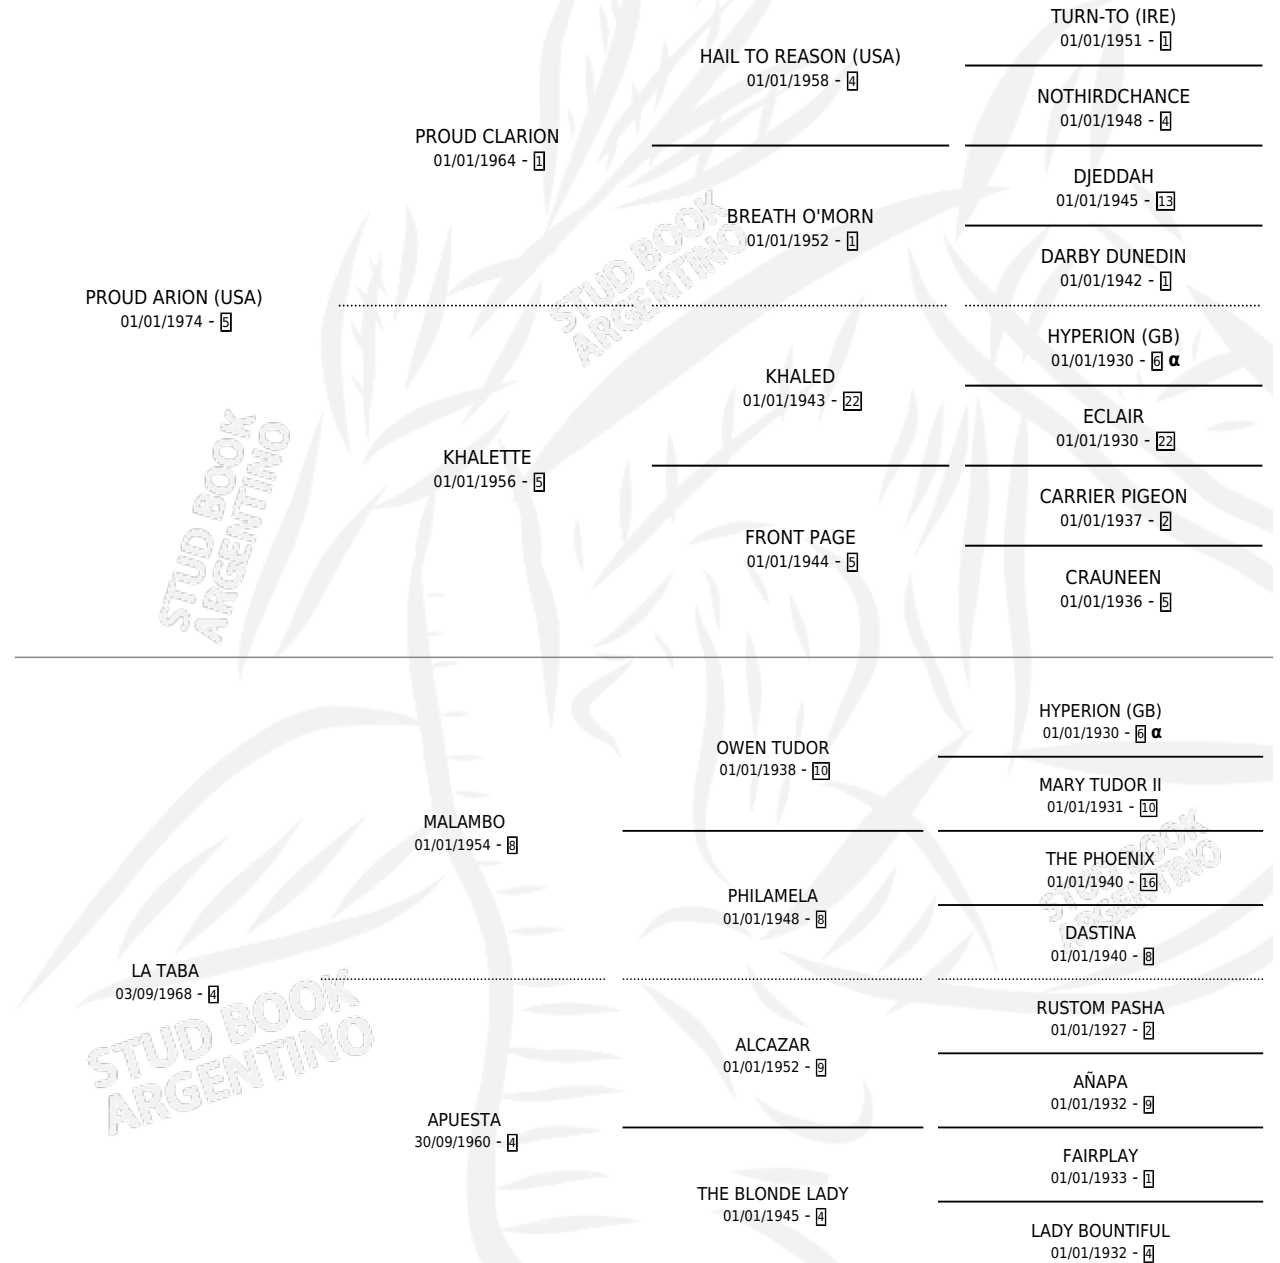 TURN-TO (IRE)
01/01/1951 - 1
HAIL TO REASON (USA)
01/01/1958 - 4
NOTHIRDCHANCE
01/01/1948 - 4
PROUD CLARION
01/01/1964 - 1
DJEDDAH
01/01/1945 - 13
BREATH O'MORN
01/01/1952 - 1
DARBY DUNEDIN
01/01/1942 - 1
STUD BOOK
ARGENTINO
PROUD ARION (USA)
01/01/1974 - 5
HYPERION (GB)
01/01/1930 - 6 α
KHALED
01/01/1943 - 22
ECLAIR
01/01/1930 - 22
KHALETTE
01/01/1956 - 5
CARRIER PIGEON
01/01/1937 - 2
FRONT PAGE
01/01/1944 - 5
CRAUNEEN
01/01/1936 - 5
STUD BOOK
ARGENTINO
HYPERION (GB)
01/01/1930 - 6 α
OWEN TUDOR
01/01/1938 - 10
MARY TUDOR II
01/01/1931 - 10
MALAMBO
01/01/1954 - 8
THE PHOENIX
01/01/1940 - 16
PHILAMELA
01/01/1948 - 8
DASTINA
01/01/1940 - 8
STUD BOOK
ARGENTINO
LA TABA
03/09/1968 - 4
RUSTOM PASHA
01/01/1927 - 2
ALCAZAR
01/01/1952 - 9
AÑAPA
01/01/1932 - 9
APUESTA
30/09/1960 - 4
FAIRPLAY
01/01/1933 - 1
THE BLONDE LADY
01/01/1945 - 4
LADY BOUNTIFUL
01/01/1932 - 4
STUD BOOK
ARGENTINO